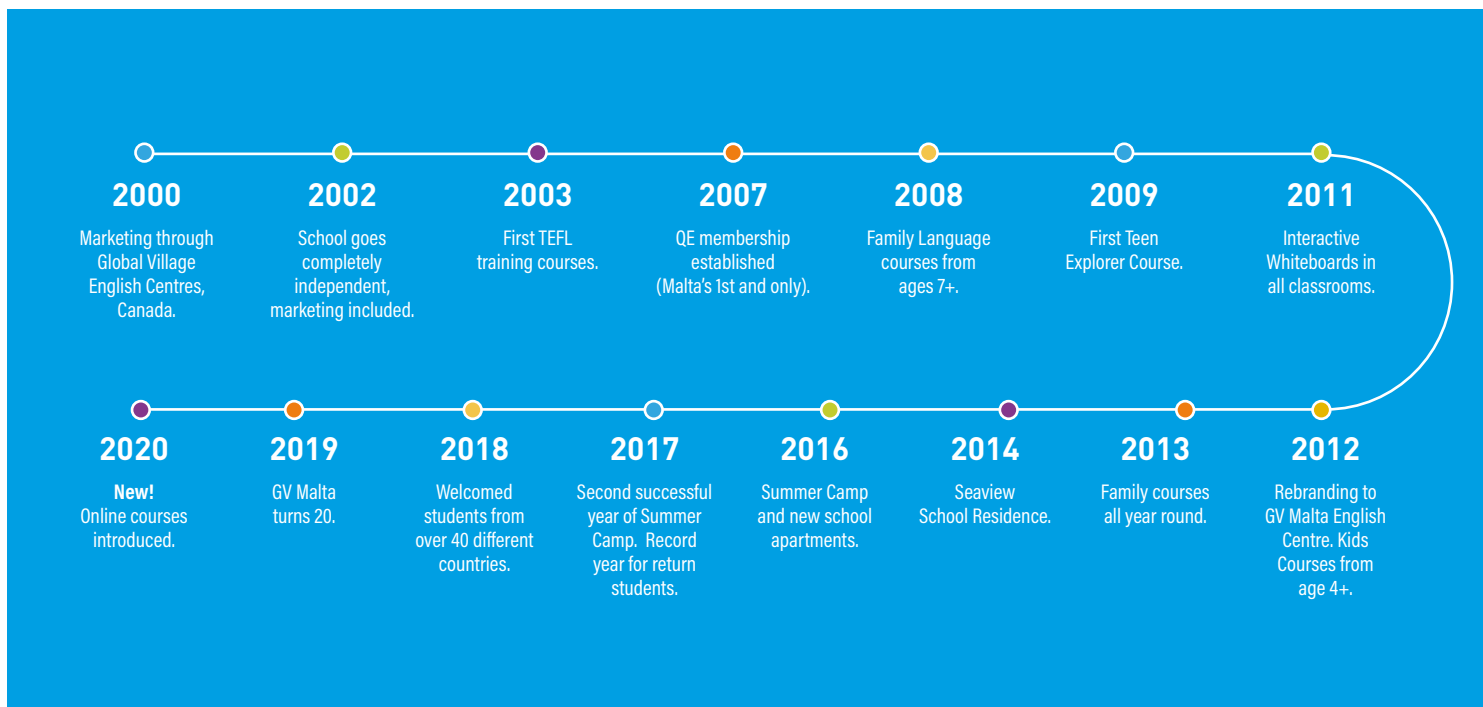 2000
Marketing through
Global Village
English Centres,
Canada.
2002
School goes
completely
independent,
marketing included.
2003
First TEFL
training courses.
2007
QE membership
established
(Malta's 1st and only).
2008
Family Language
courses from
ages 7+.
2009
First Teen
Explorer Course.
2011
Interactive
Whiteboards in
all classrooms.
2012
Rebranding to
GV Malta English
Centre. Kids
Courses from
age 4+.
2013
Family courses
all year round.
2014
Seaview
School Residence.
2016
Summer Camp
and new school
apartments.
2017
Second successful
year of Summer
Camp. Record
year for return
students.
2018
Welcomed
students from
over 40 different
countries.
2019
GV Malta
turns 20.
2020
New!
Online courses
introduced.